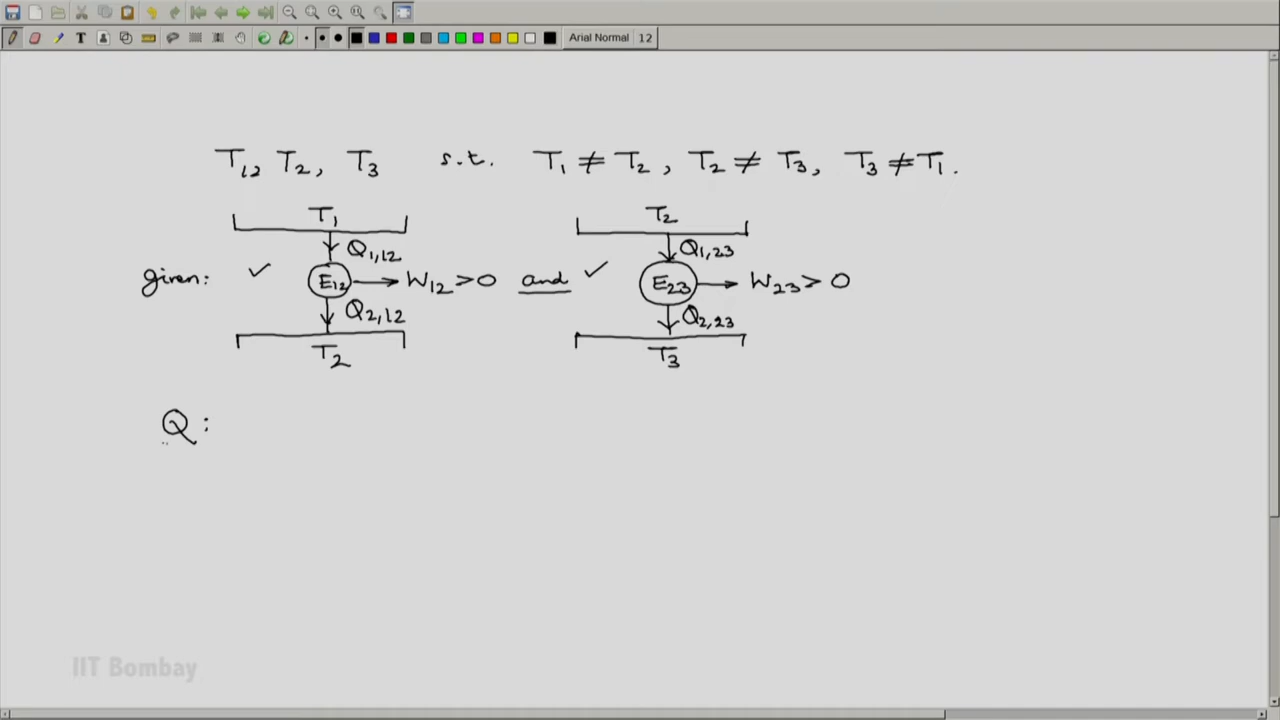 Arial Normal 12
T1, T2, T3 s.t. T1 ≠ T2, T2 ≠ T3, T3 ≠ T1.
T1 T2
Q1,12 Q1,23
given: ✓ E12 → W12 > 0 and ✓ E23 → W23 > 0
Q2,12 Q2,23
T2 T3
Q:
IIT Bombay